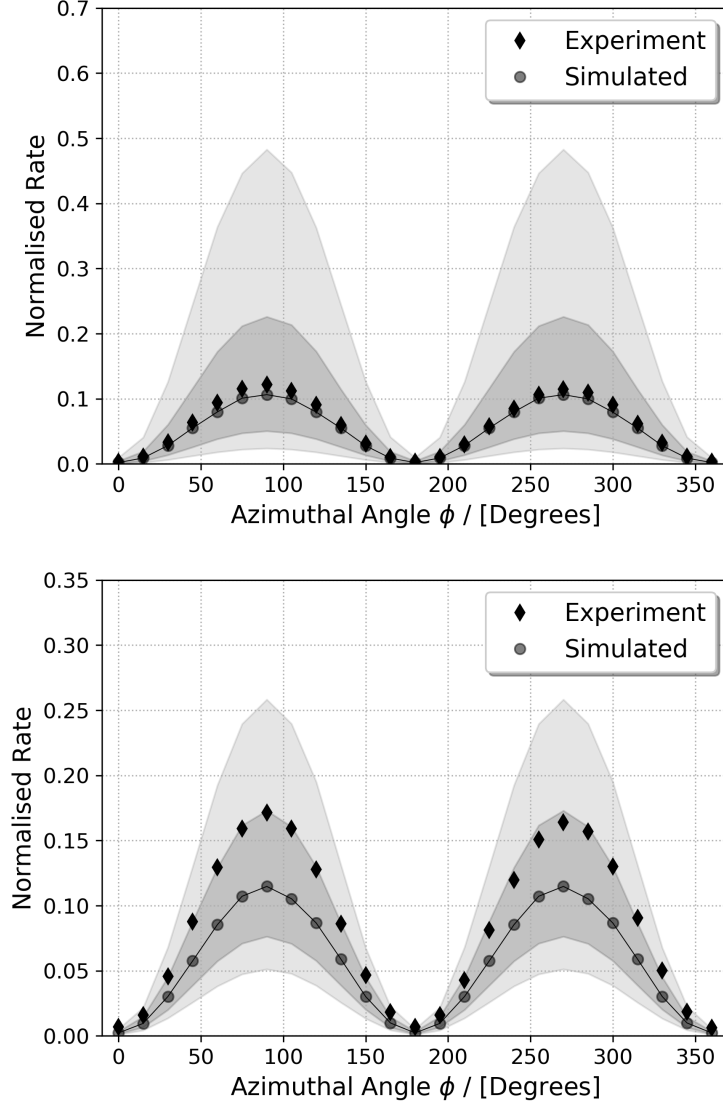 0.7
0.6
0.5
0.4
0.3
0.2
0.1
0.0
Normalised Rate
Experiment
Simulated
0 50 100 150 200 250 300 350
Azimuthal Angle ϕ / [Degrees]
0.35
0.30
0.25
0.20
0.15
0.10
0.05
0.00
Normalised Rate
Experiment
Simulated
0 50 100 150 200 250 300 350
Azimuthal Angle ϕ / [Degrees]